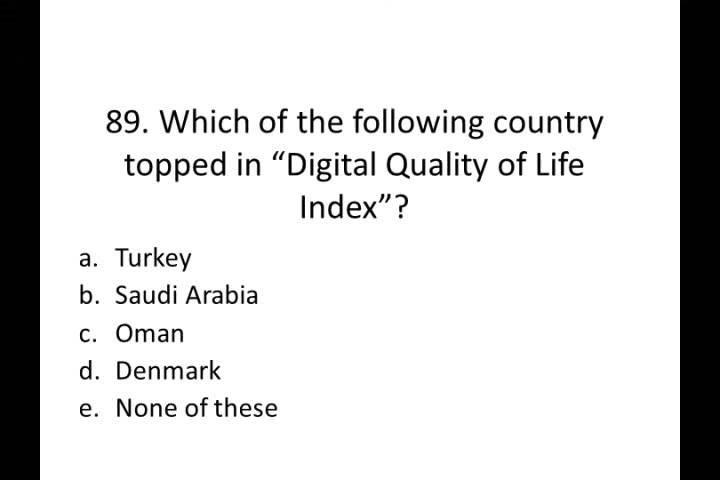 89. Which of the following country
topped in “Digital Quality of Life
Index”?
a. Turkey
b. Saudi Arabia
c. Oman
d. Denmark
e. None of these